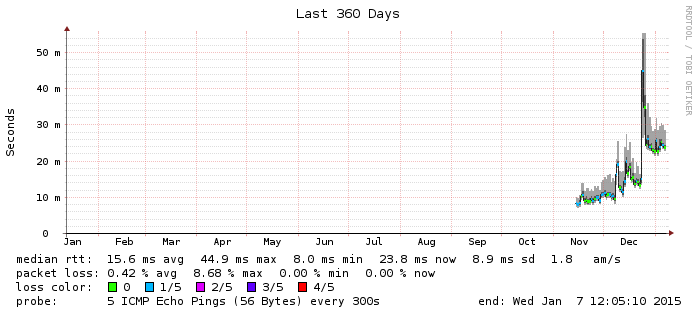 Last 360 Days
RRDTOOL / TOBI OETIKER
Seconds
50 m
40 m
30 m
20 m
10 m
0
Jan Feb Mar Apr May Jun Jul Aug Sep Oct Nov Dec
median rtt: 15.6 ms avg 44.9 ms max 8.0 ms min 23.8 ms now 8.9 ms sd 1.8 am/s
packet loss: 0.42 % avg 8.68 % max 0.00 % min 0.00 % now
loss color: 0 1/5 2/5 3/5 4/5
probe: 5 ICMP Echo Pings (56 Bytes) every 300s end: Wed Jan 7 12:05:10 2015